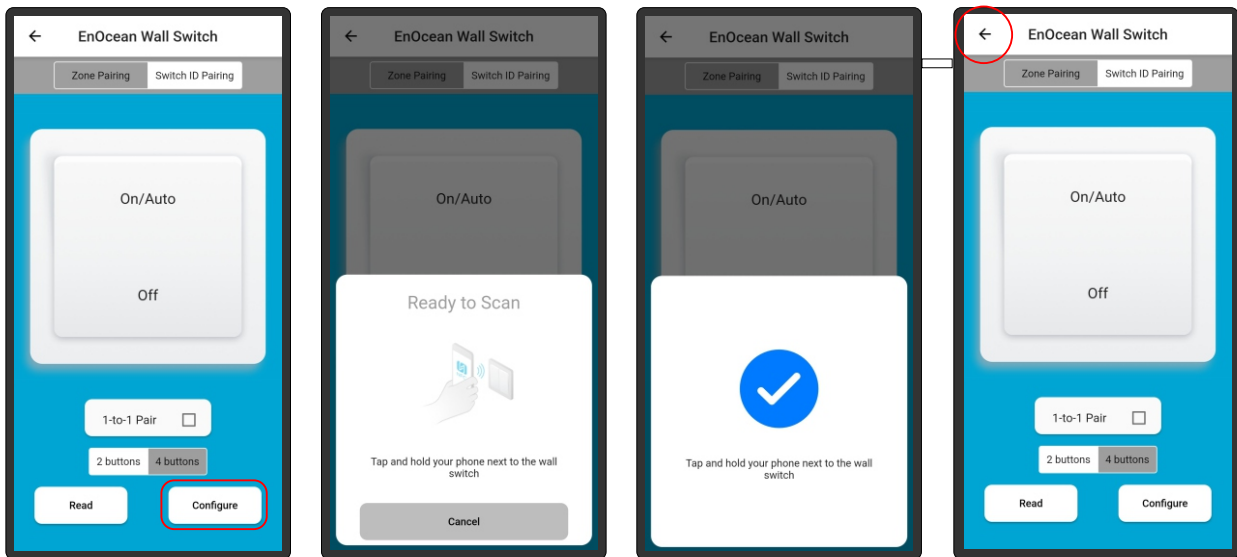 EnOcean Wall Switch
Zone Pairing Switch ID Pairing
On/Auto
Off
1-to-1 Pair
2 buttons 4 buttons
Read Configure
EnOcean Wall Switch
Zone Pairing Switch ID Pairing
On/Auto
Ready to Scan
Tap and hold your phone next to the wall
switch
Cancel
EnOcean Wall Switch
Zone Pairing Switch ID Pairing
On/Auto
Tap and hold your phone next to the wall
switch
EnOcean Wall Switch
Zone Pairing Switch ID Pairing
On/Auto
Off
1-to-1 Pair
2 buttons 4 buttons
Read Configure